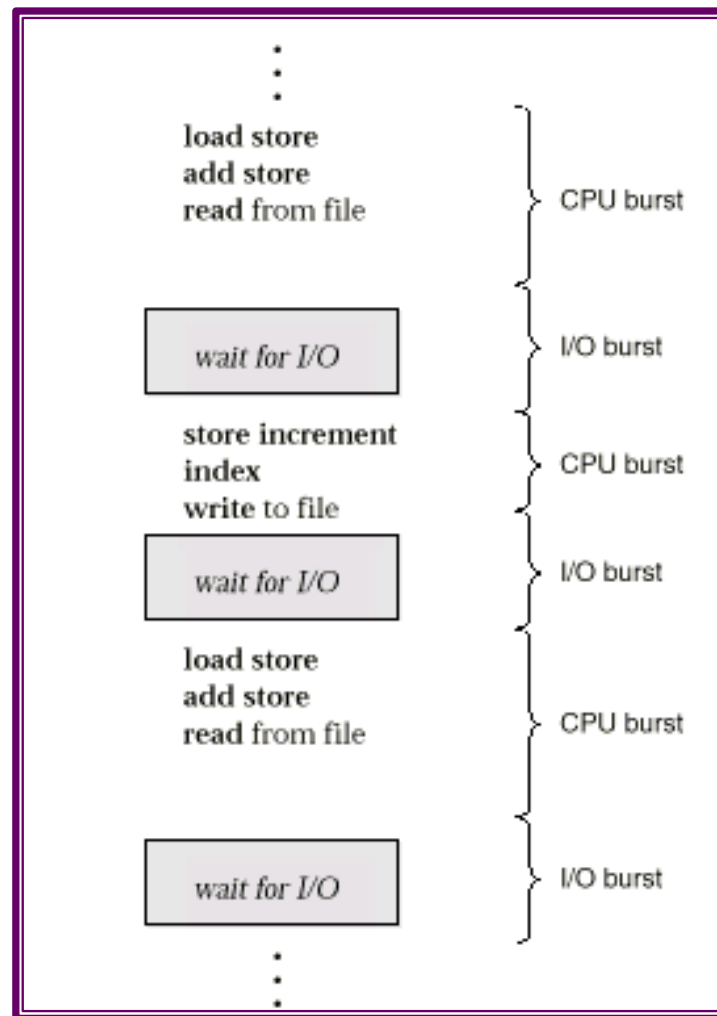 load store
add store
read from file
CPU burst
wait for I/O
I/O burst
store increment
index
write to file
CPU burst
wait for I/O
I/O burst
load store
add store
read from file
CPU burst
wait for I/O
I/O burst